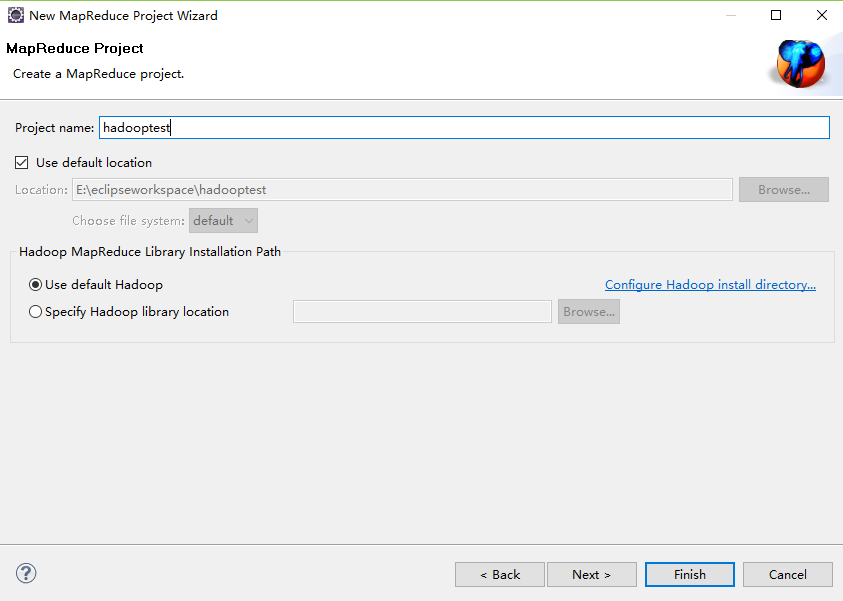 New MapReduce Project Wizard
MapReduce Project
Create a MapReduce project.
Project name: hadooptest
Use default location
Location: E:\eclipseworkspace\hadooptest Browse...
Choose file system: default
Hadoop MapReduce Library Installation Path
Use default Hadoop Configure Hadoop install directory...
Specify Hadoop library location Browse...
? < Back Next > Finish Cancel